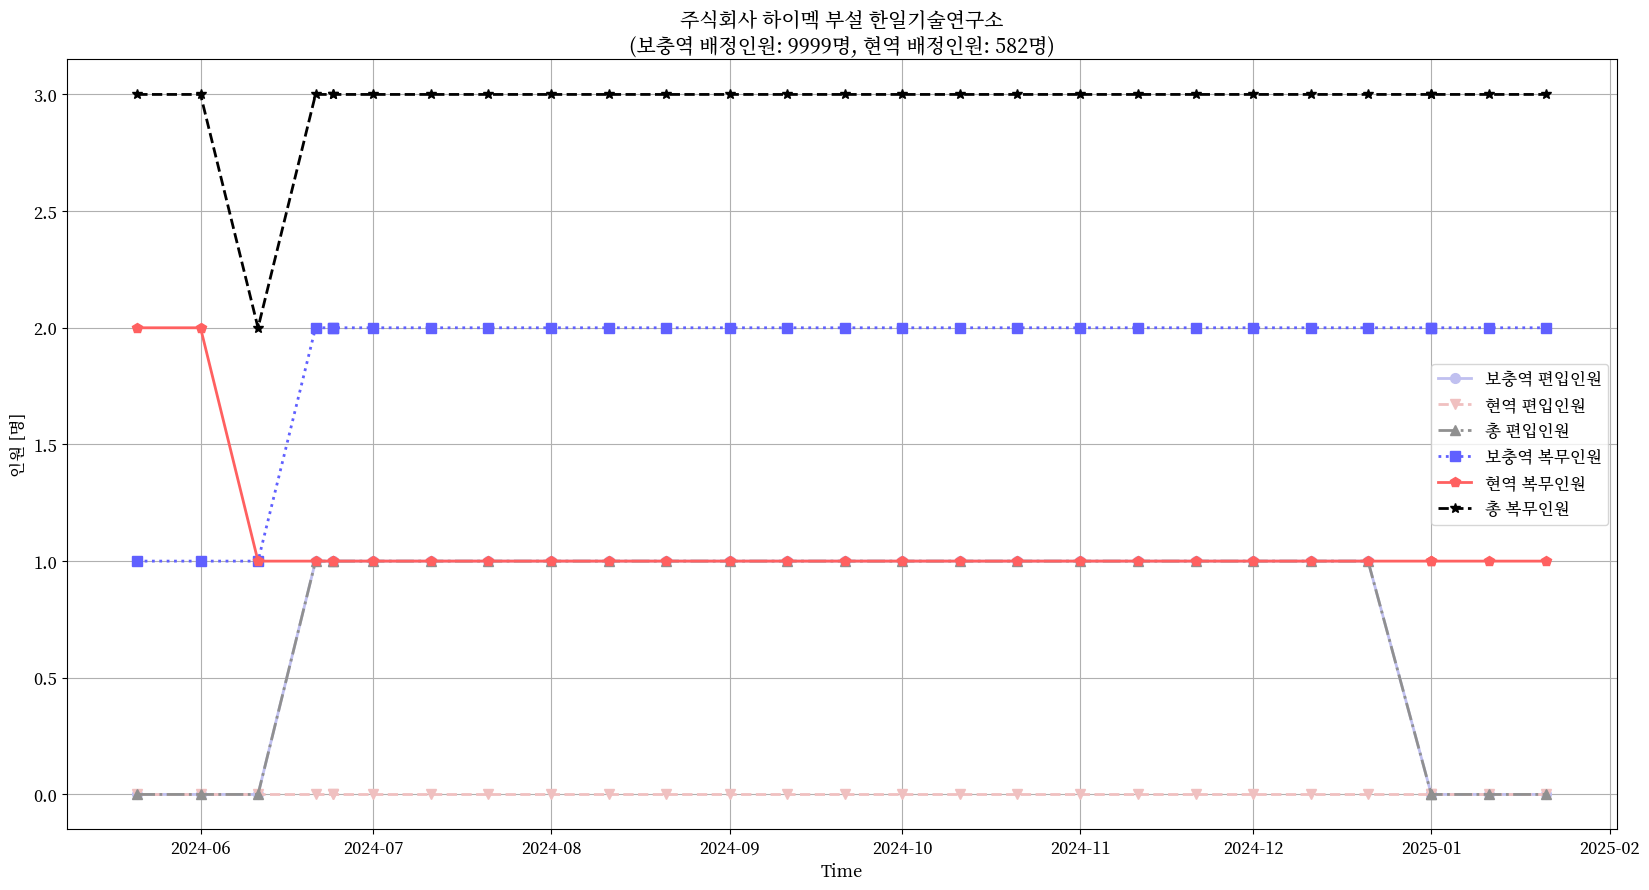 주식회사 하이멕 부설 한일기술연구소
(보충역 배정인원: 9999명, 현역 배정인원: 582명)
인원 [명]
3.0
2.5
2.0
1.5
1.0
0.5
0.0
보충역 편입인원
현역 편입인원
총 편입인원
보충역 복무인원
현역 복무인원
총 복무인원
2024-06 2024-07 2024-08 2024-09 2024-10 2024-11 2024-12 2025-01 2025-02
Time